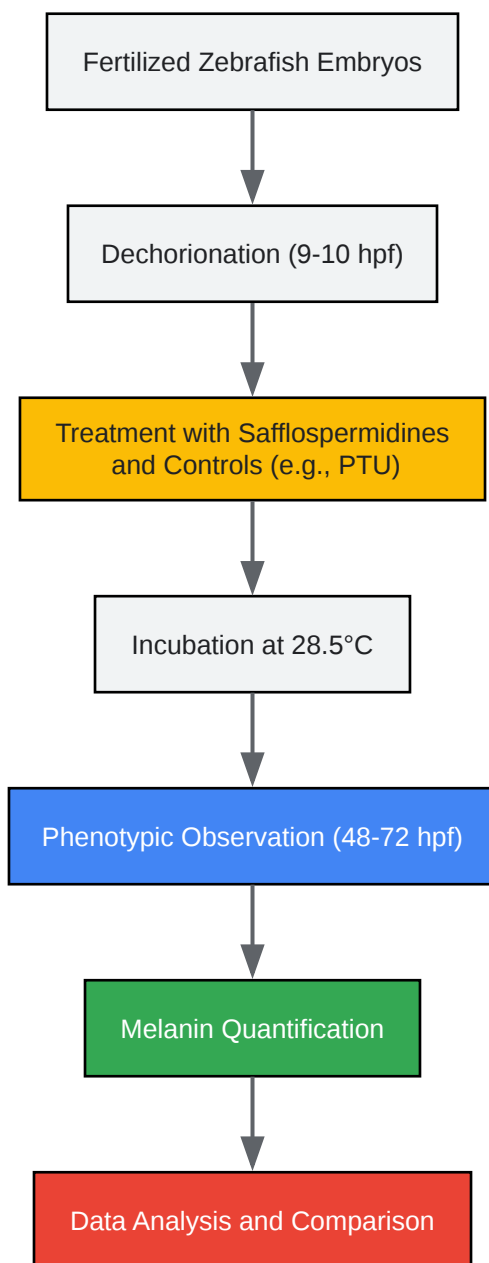 Fertilized Zebrafish Embryos
Dechorionation (9-10 hpf)
Treatment with Safflospermidines
and Controls (e.g., PTU)
Incubation at 28.5°C
Phenotypic Observation (48-72 hpf)
Melanin Quantification
Data Analysis and Comparison